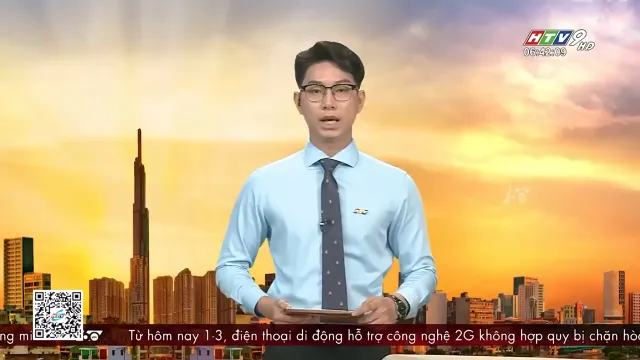 HTV9 HD
06:42:09
ng mi
Từ hôm nay 1-3, điện thoại di động hỗ trợ công nghệ 2G không hợp quy bị chặn hò